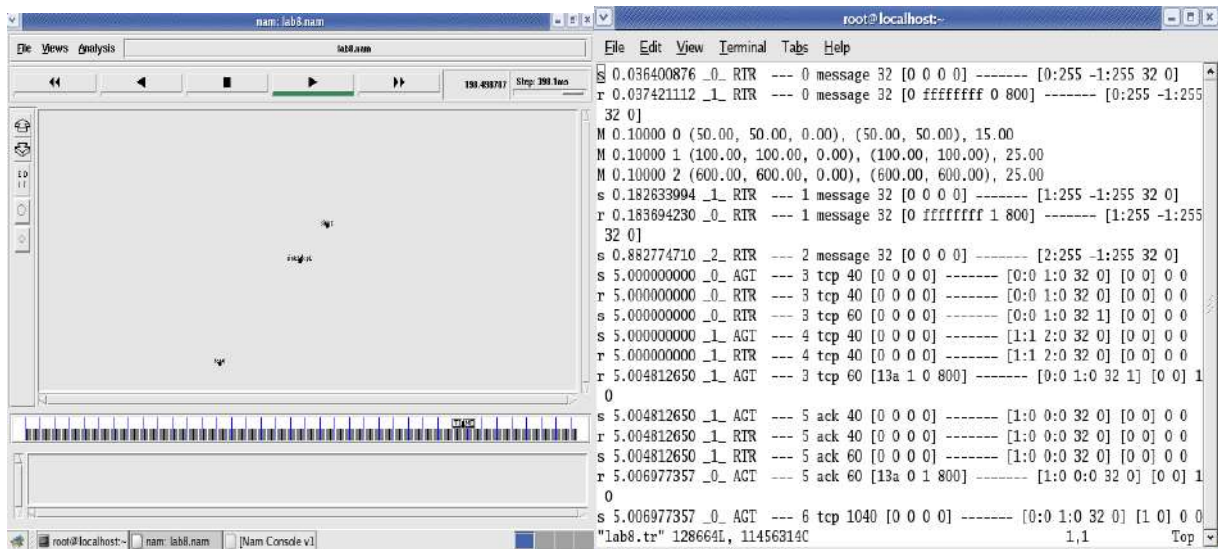 nam: lab8.nam
File Views Analysis lab8.nam
198.498787 Step: 398.1ms
TIME
root@localhost:~ nam: lab8.nam [Nam Console v1
root@localhost:~
File Edit View Terminal Tabs Help
s 0.036400876 _0_ RTR --- 0 message 32 [0 0 0 0] ------- [0:255 -1:255 32 0]
r 0.037421112 _1_ RTR --- 0 message 32 [0 ffffffff 0 800] ------- [0:255 -1:255
32 0]
M 0.10000 0 (50.00, 50.00, 0.00), (50.00, 50.00), 15.00
M 0.10000 1 (100.00, 100.00, 0.00), (100.00, 100.00), 25.00
M 0.10000 2 (600.00, 600.00, 0.00), (600.00, 600.00), 25.00
s 0.182633994 _1_ RTR --- 1 message 32 [0 0 0 0] ------- [1:255 -1:255 32 0]
r 0.183694230 _0_ RTR --- 1 message 32 [0 ffffffff 1 800] ------- [1:255 -1:255
32 0]
s 0.882774710 _2_ RTR --- 2 message 32 [0 0 0 0] ------- [2:255 -1:255 32 0]
s 5.000000000 _0_ AGT --- 3 tcp 40 [0 0 0 0] ------- [0:0 1:0 32 0] [0 0] 0 0
r 5.000000000 _0_ RTR --- 3 tcp 40 [0 0 0 0] ------- [0:0 1:0 32 0] [0 0] 0 0
s 5.000000000 _0_ RTR --- 3 tcp 60 [0 0 0 0] ------- [0:0 1:0 32 1] [0 0] 0 0
s 5.000000000 _1_ AGT --- 4 tcp 40 [0 0 0 0] ------- [1:1 2:0 32 0] [0 0] 0 0
r 5.000000000 _1_ RTR --- 4 tcp 40 [0 0 0 0] ------- [1:1 2:0 32 0] [0 0] 0 0
r 5.004812650 _1_ AGT --- 3 tcp 60 [13a 1 0 800] ------- [0:0 1:0 32 1] [0 0] 1
0
s 5.004812650 _1_ AGT --- 5 ack 40 [0 0 0 0] ------- [1:0 0:0 32 0] [0 0] 0 0
r 5.004812650 _1_ RTR --- 5 ack 40 [0 0 0 0] ------- [1:0 0:0 32 0] [0 0] 0 0
s 5.004812650 _1_ RTR --- 5 ack 60 [0 0 0 0] ------- [1:0 0:0 32 0] [0 0] 0 0
r 5.006977357 _0_ AGT --- 5 ack 60 [13a 0 1 800] ------- [1:0 0:0 32 0] [0 0] 1
0
s 5.006977357 _0_ AGT --- 6 tcp 1040 [0 0 0 0] ------- [0:0 1:0 32 0] [1 0] 0 0
"lab8.tr" 128664L, 11456314C 1,1 Top